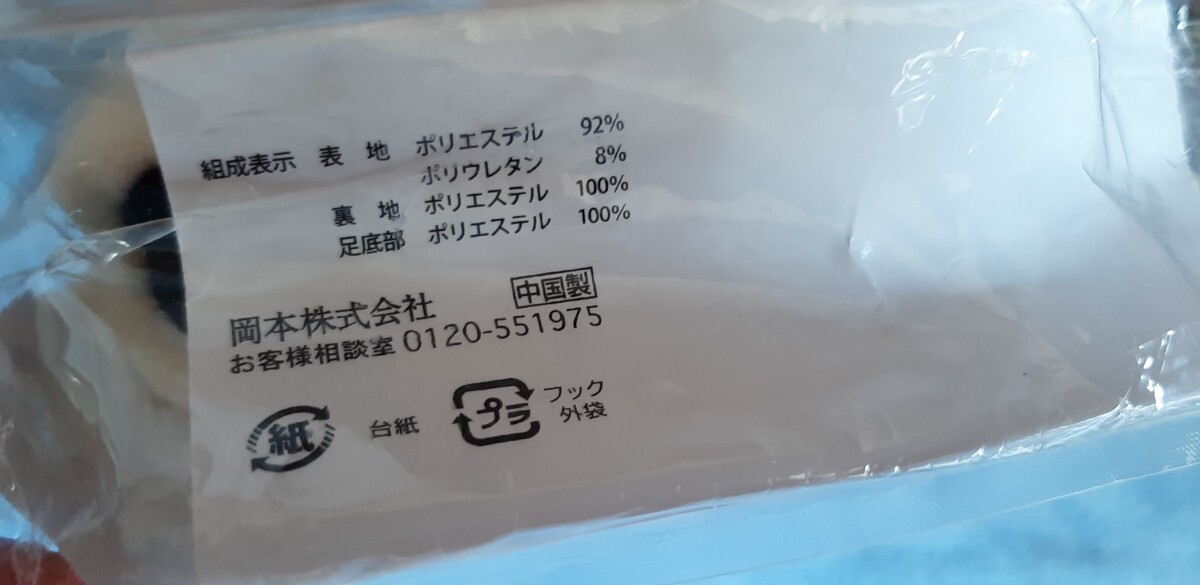 組成表示 表 地 ポリエステル 92%
ポリウレタン 8%
裏 地 ポリエステル 100%
足底部 ポリエステル 100%
中国製
岡本株式会社
お客様相談室 0120-551975
紙 台紙
プラ フック
外袋